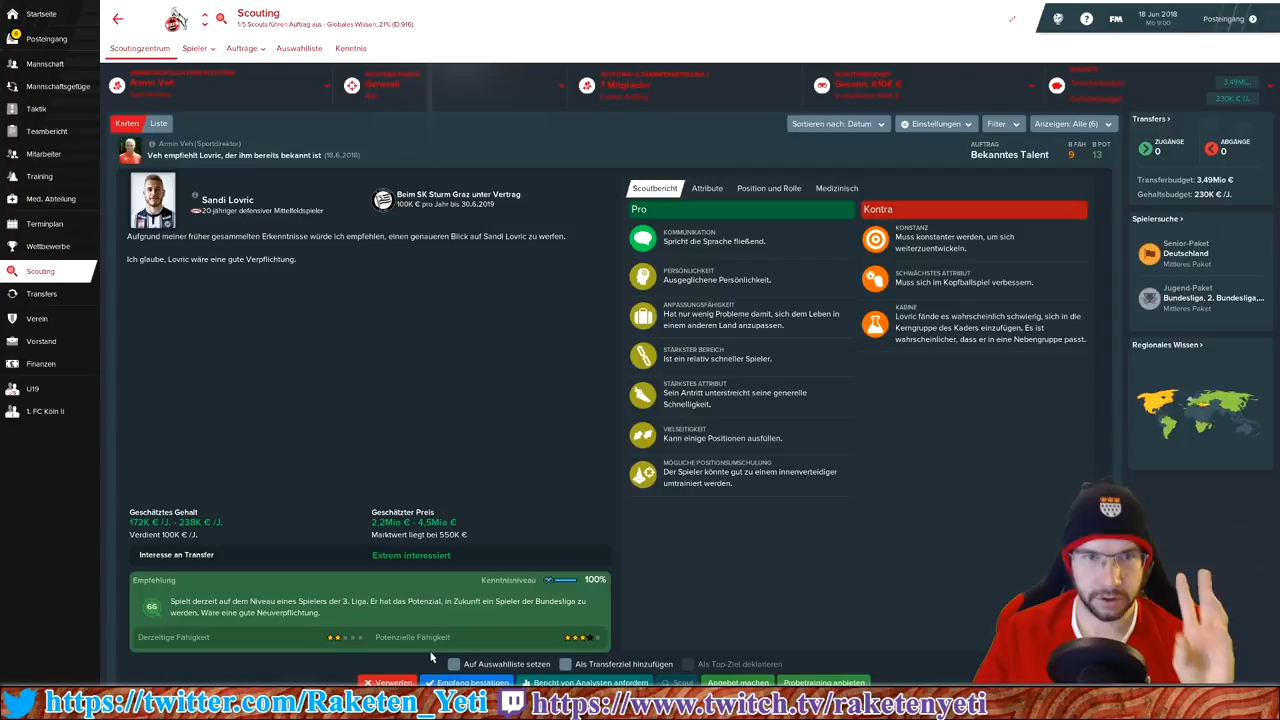 Startseite
Posteingang
Mannschaft
Mannschaftsgefüge
Taktik
Teambericht
Mitarbeiter
Training
Med. Abteilung
Terminplan
Wettbewerbe
Scouting
Transfers
Verein
Vorstand
Finanzen
U19
1. FC Köln II
Scouting
1/5 Scouts führen Auftrag aus - Globales Wissen: 21% (ID:916)
FM
18 Jun 2018
Mo 9:00
Posteingang
Scoutingzentrum
Spieler
Aufträge
Auswahlliste
Kenntnis
Armin Veh
Generell
7 Mitglieder
Gesamt: 610K €
3,49Mi...
230K € /J.
Karten
Liste
Sortieren nach: Datum
Einstellungen
Filter
Anzeigen: Alle (6)
Armin Veh (Sportdirektor)
Veh empfiehlt Lovric, der ihm bereits bekannt ist (18.6.2018)
AUFTRAG
Bekanntes Talent
B FÄH
9
B POT
13
Sandi Lovric
20-jähriger defensiver Mittelfeldspieler
Beim SK Sturm Graz unter Vertrag
100K € pro Jahr bis 30.6.2019
Aufgrund meiner früher gesammelten Erkenntnisse würde ich empfehlen, einen genaueren Blick auf Sandi Lovric zu werfen.
Ich glaube, Lovric wäre eine gute Verpflichtung.
Geschätztes Gehalt
172K € /J. - 238K € /J.
Verdient 100K € /J.
Geschätzter Preis
2,2Mio € - 4,5Mio €
Marktwert liegt bei 550K €
Interesse an Transfer
Extrem interessiert
Empfehlung
Kenntnisniveau
100%
66
Spielt derzeit auf dem Niveau eines Spielers der 3. Liga. Er hat das Potenzial, in Zukunft ein Spieler der Bundesliga zu
werden. Wäre eine gute Neuverpflichtung.
Derzeitige Fähigkeit
Potenzielle Fähigkeit
Auf Auswahlliste setzen
Als Transferziel hinzufügen
Als Top-Ziel deklarieren
Verwerfen
Empfang bestätigen
Bericht von Analysten anfordern
Scout
Angebot machen
Probetraining anbieten
Scoutbericht
Attribute
Position und Rolle
Medizinisch
Pro
KOMMUNIKATION
Spricht die Sprache fließend.
PERSÖNLICHKEIT
Ausgeglichene Persönlichkeit.
ANPASSUNGSFÄHIGKEIT
Hat nur wenig Probleme damit, sich dem Leben in
einem anderen Land anzupassen.
STÄRKSTER BEREICH
Ist ein relativ schneller Spieler.
STÄRKSTES ATTRIBUT
Sein Antritt unterstreicht seine generelle
Schnelligkeit.
VIELSEITIGKEIT
Kann einige Positionen ausfüllen.
MÖGLICHE POSITIONSUMSCHULUNG
Der Spieler könnte gut zu einem innenverteidiger
umtrainiert werden.
Kontra
KONSTANZ
Muss konstanter werden, um sich
weiterzuentwickeln.
SCHWÄCHSTES ATTRIBUT
Muss sich im Kopfballspiel verbessern.
KABINE
Lovric fände es wahrscheinlich schwierig, sich in die
Kerngruppe des Kaders einzufügen. Es ist
wahrscheinlicher, dass er in eine Nebengruppe passt.
Transfers
ZUGÄNGE
0
ABGÄNGE
0
Transferbudget: 3,49Mio €
Gehaltsbudget: 230K € /J.
Spielersuche
Senior-Paket
Deutschland
Mittleres Paket
Jugend-Paket
Bundesliga, 2. Bundesliga,...
Mittleres Paket
Regionales Wissen
https://twitter.com/Raketen_Yeti
https://www.twitch.tv/raketenyeti